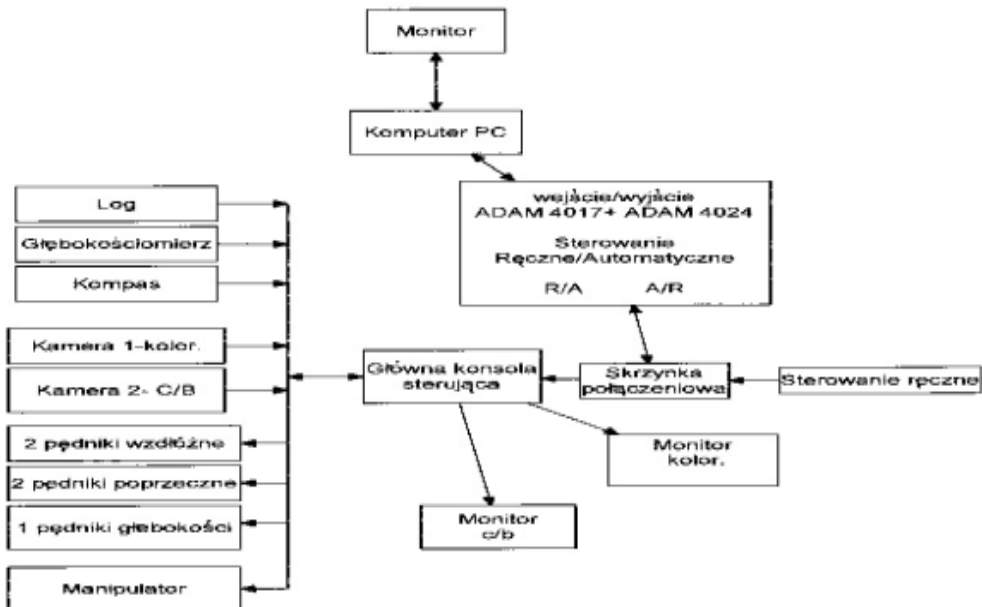 Monitor
Komputer PC
wejście/wyjście
ADAM 4017+ ADAM 4024
Sterowanie
Ręczne/Automatyczne
R/A A/R
Log
Głębokościomierz
Kompas
Kamera 1-kolor.
Kamera 2- C/B
2 pędniki wzdłóżne
2 pędniki poprzeczne
1 pędniki głębokości
Manipulator
Główna konsola
sterująca
Skrzynka
połączeniowa
Sterowanie ręczne
Monitor
kolor.
Monitor
c/b